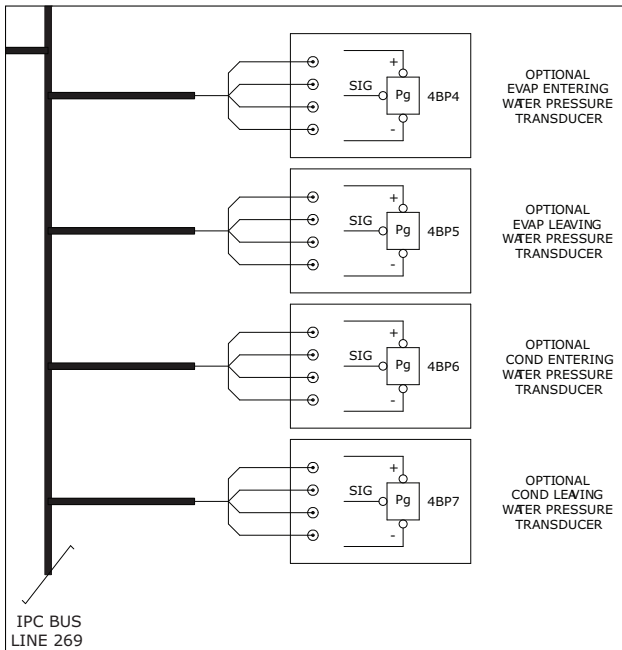 +
SIG
Pg
4BP4
-
OPTIONAL
EVAP ENTERING
WATER PRESSURE
TRANSDUCER
+
SIG
Pg
4BP5
-
OPTIONAL
EVAP LEAVING
WATER PRESSURE
TRANSDUCER
+
SIG
Pg
4BP6
-
OPTIONAL
COND ENTERING
WATER PRESSURE
TRANSDUCER
+
SIG
Pg
4BP7
-
OPTIONAL
COND LEAVING
WATER PRESSURE
TRANSDUCER
IPC BUS
LINE 269